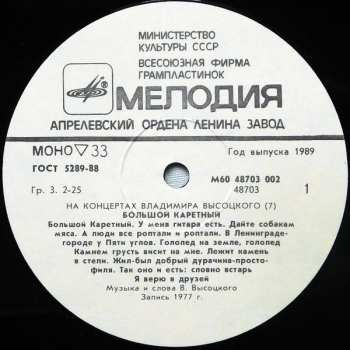 МИНИСТЕРСТВО
КУЛЬТУРЫ СССР
ВСЕСОЮЗНАЯ ФИРМА
ГРАМПЛАСТИНОК
МЕЛОДИЯ
АПРЕЛЕВСКИЙ ОРДЕНА ЛЕНИНА ЗАВОД
МОНО ▽ 33 Год выпуска 1989
ГОСТ 5289-88 М60 48703 002
Гр. 3. 2-25 48703 1
НА КОНЦЕРТАХ ВЛАДИМИРА ВЫСОЦКОГО (7)
БОЛЬШОЙ КАРЕТНЫЙ
Большой Каретный. У меня гитара есть. Дайте собакам
мяса. А люди все роптали и роптали. В Ленинграде-
городе у Пяти углов. Гололед на земле, гололед
Камнем грусть висит на мне. Ложит камень
в степи. Жил-был добрый дурачина-просто-
филя. Так оно и есть: словно встарь
Я верю в друзей
Музыка и слова В. Высоцкого
Запись 1977 г.